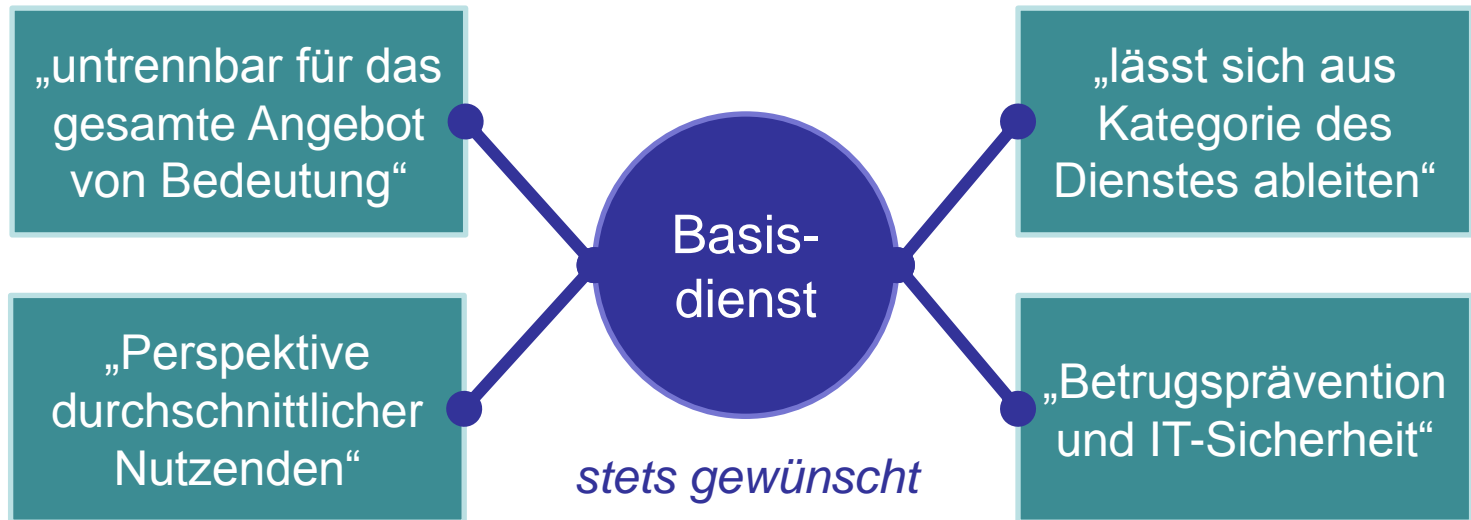 „untrennbar für das
gesamte Angebot
von Bedeutung“
„lässt sich aus
Kategorie des
Dienstes ableiten“
Basis-
dienst
„Perspektive
durchschnittlicher
Nutzenden“
„Betrugsprävention
und IT-Sicherheit“
stets gewünscht